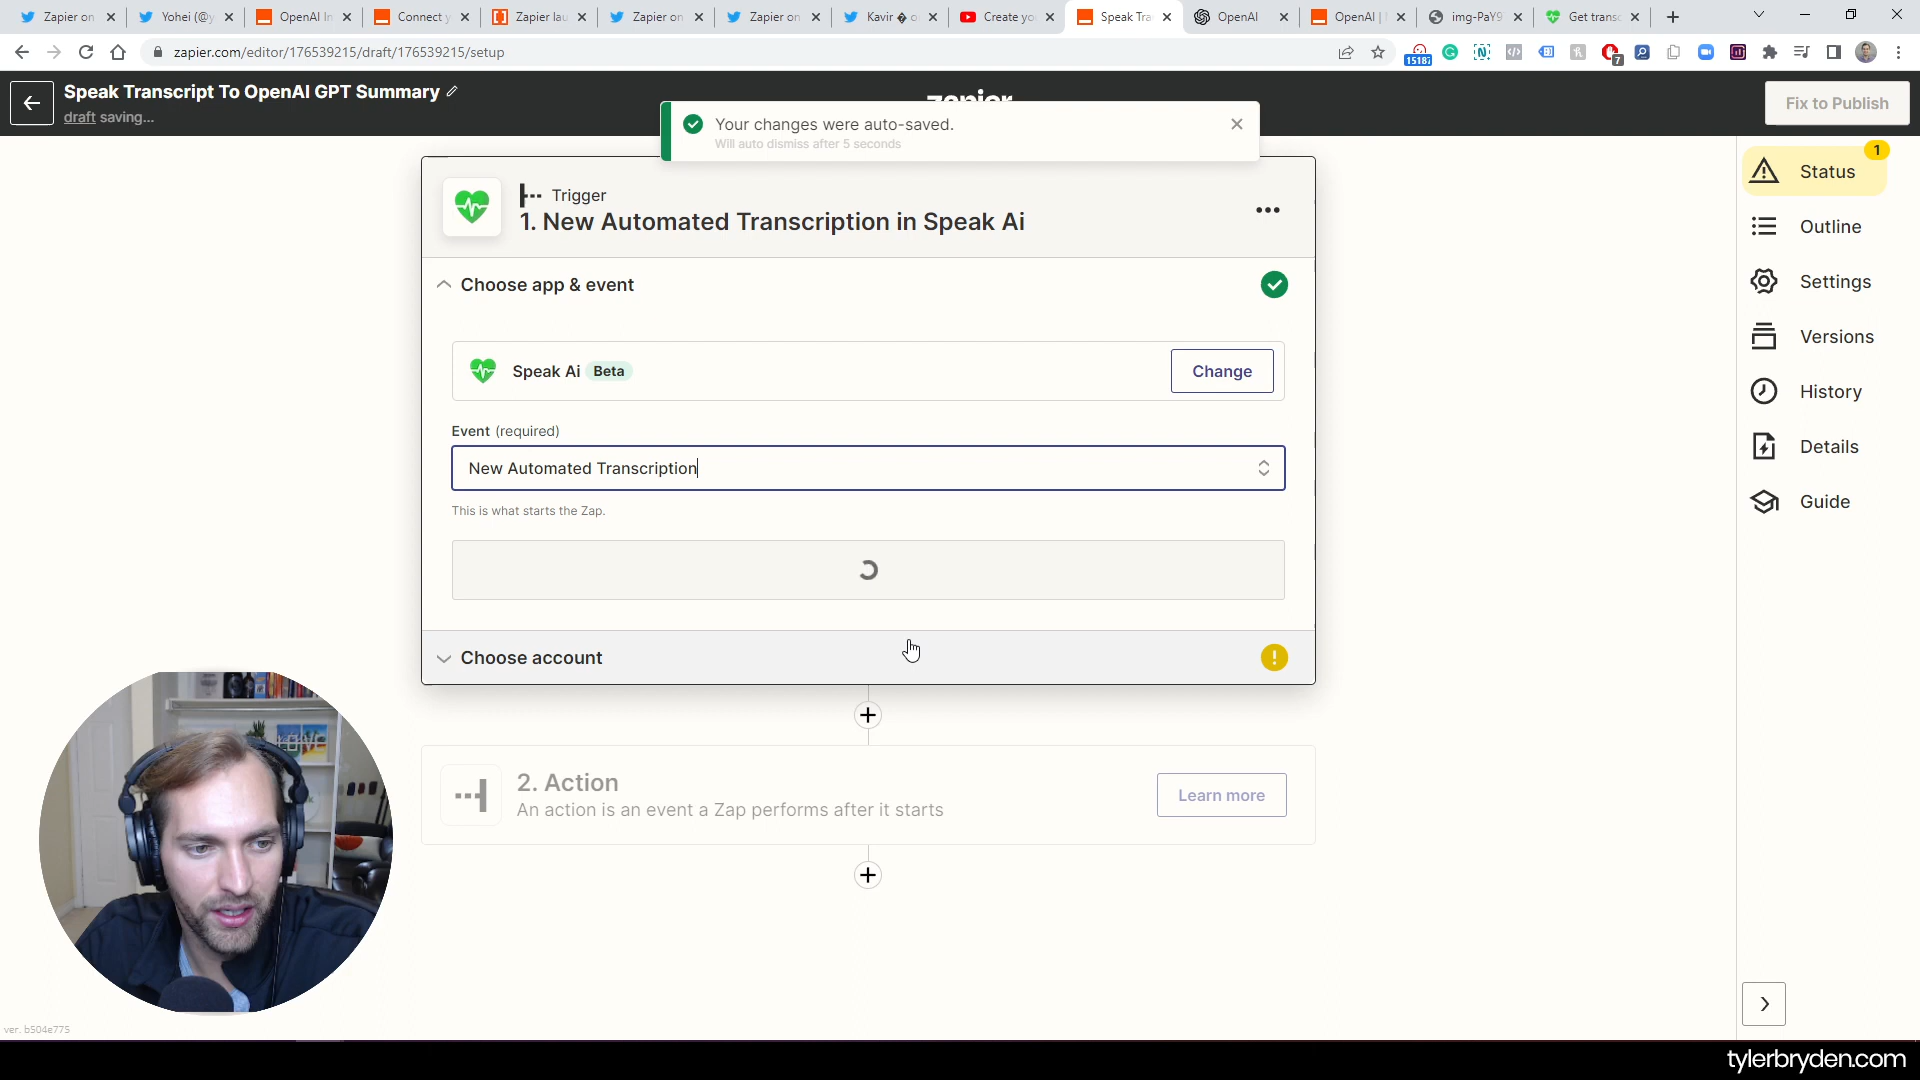 Zapier on
Yohei (@y
OpenAI In
Connect y
Zapier lau
Zapier on
Zapier on
Kavir � o
Create yo
Speak Tra
OpenAI
OpenAI |
img-PaY9
Get transc
zapier.com/editor/176539215/draft/176539215/setup
15187
7
Speak Transcript To OpenAI GPT Summary
draft saving...
zapier
Fix to Publish
Your changes were auto-saved.
Will auto dismiss after 5 seconds
Trigger
1. New Automated Transcription in Speak Ai
Choose app & event
Speak Ai Beta
Change
Event (required)
New Automated Transcription
This is what starts the Zap.
Choose account
2. Action
An action is an event a Zap performs after it starts
Learn more
1
Status
Outline
Settings
Versions
History
Details
Guide
ver. b504e775
tylerbryden.com